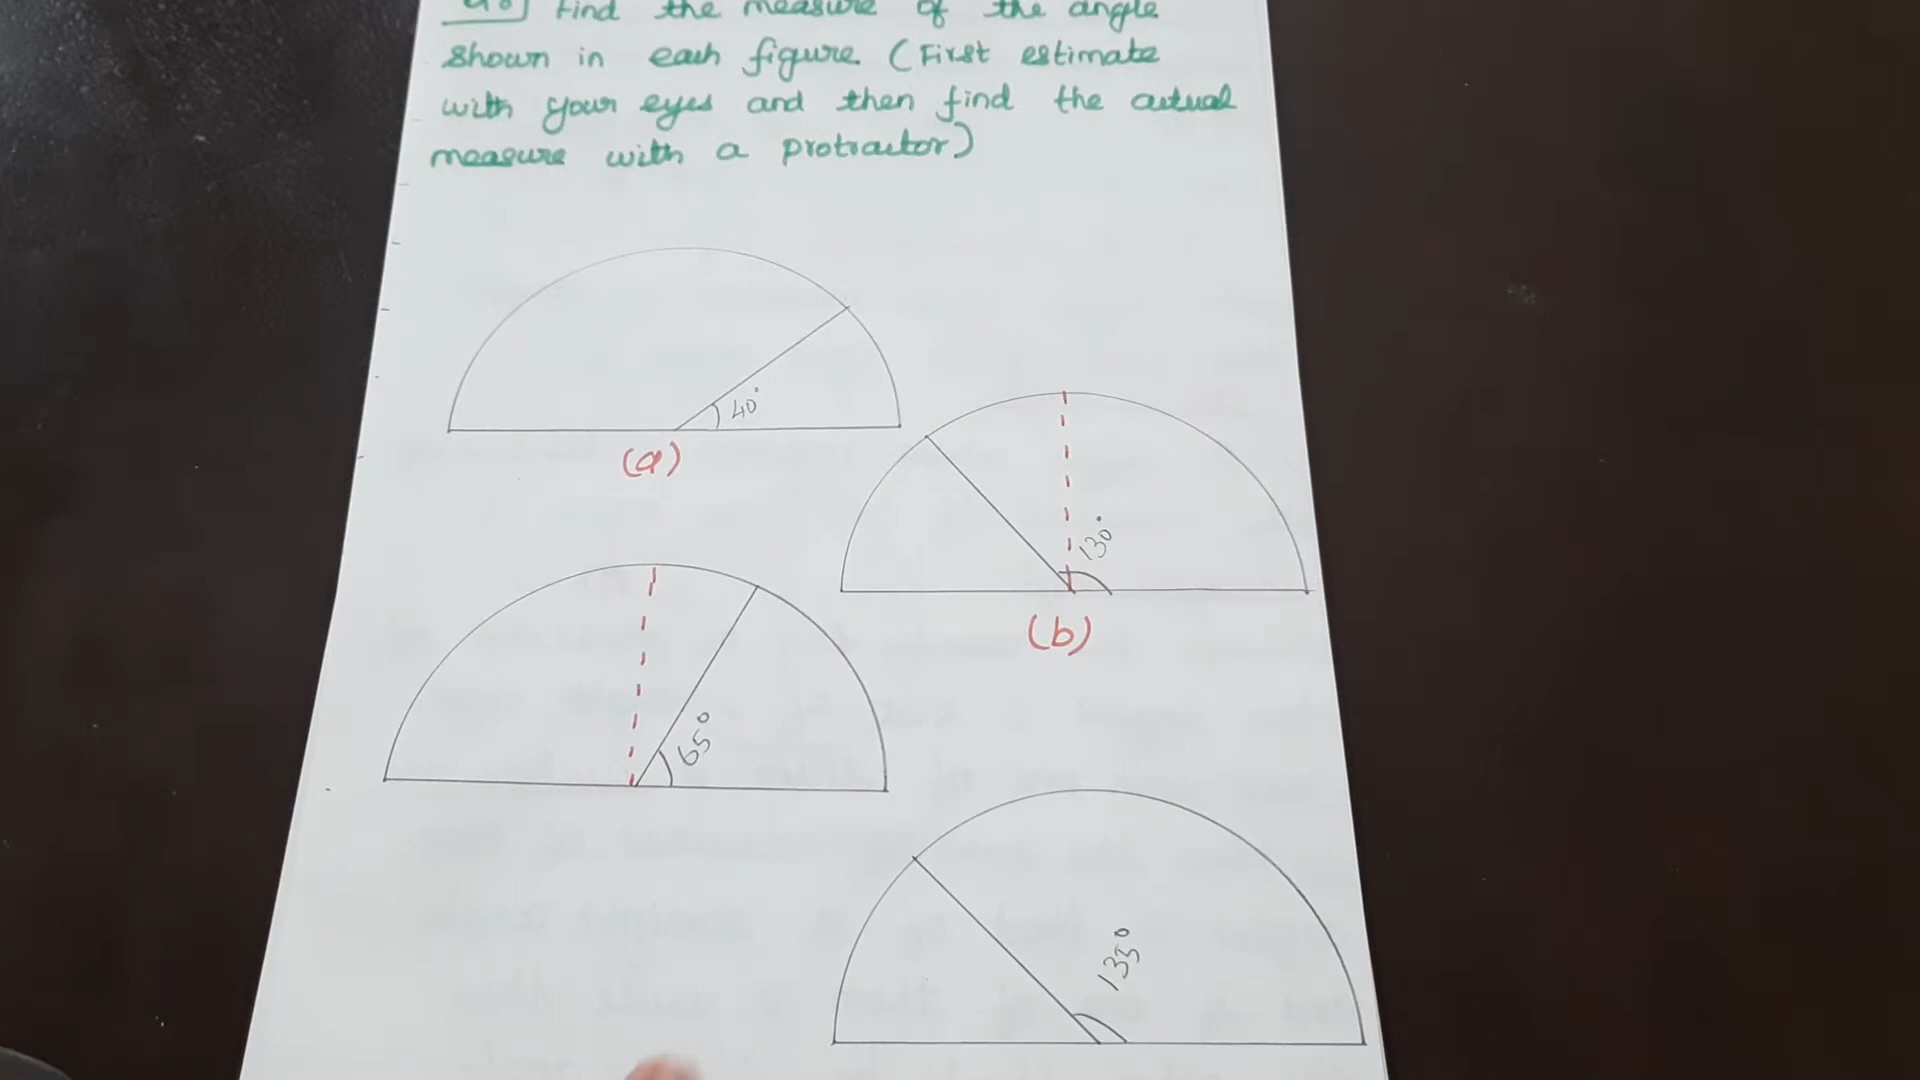 Find the measure of the angle
shown in each figure. (First estimate
with your eyes and then find the actual
measure with a protractor)
40°
(a)
130°
(b)
65°
135°